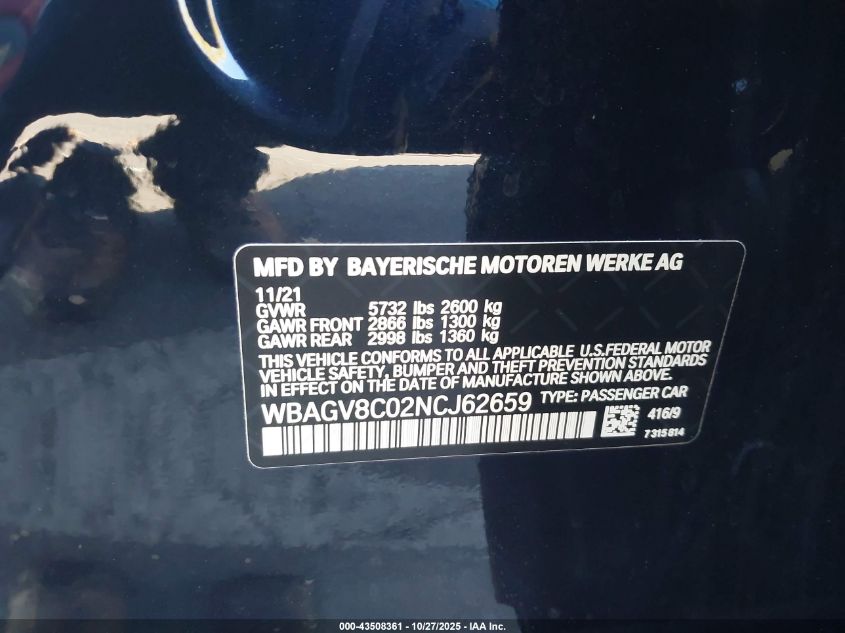 MFD BY BAYERISCHE MOTOREN WERKE AG
11/21
GVWR 5732 lbs 2600 kg
GAWR FRONT 2866 lbs 1300 kg
GAWR REAR 2998 lbs 1360 kg
THIS VEHICLE CONFORMS TO ALL APPLICABLE U.S.FEDERAL MOTOR
VEHICLE SAFETY, BUMPER AND THEFT PREVENTION STANDARDS
IN EFFECT ON THE DATE OF MANUFACTURE SHOWN ABOVE.
WBAGV8C02NCJ62659 TYPE: PASSENGER CAR
416/9
7315814
000-43508361 | 10/27/2025 - IAA Inc.